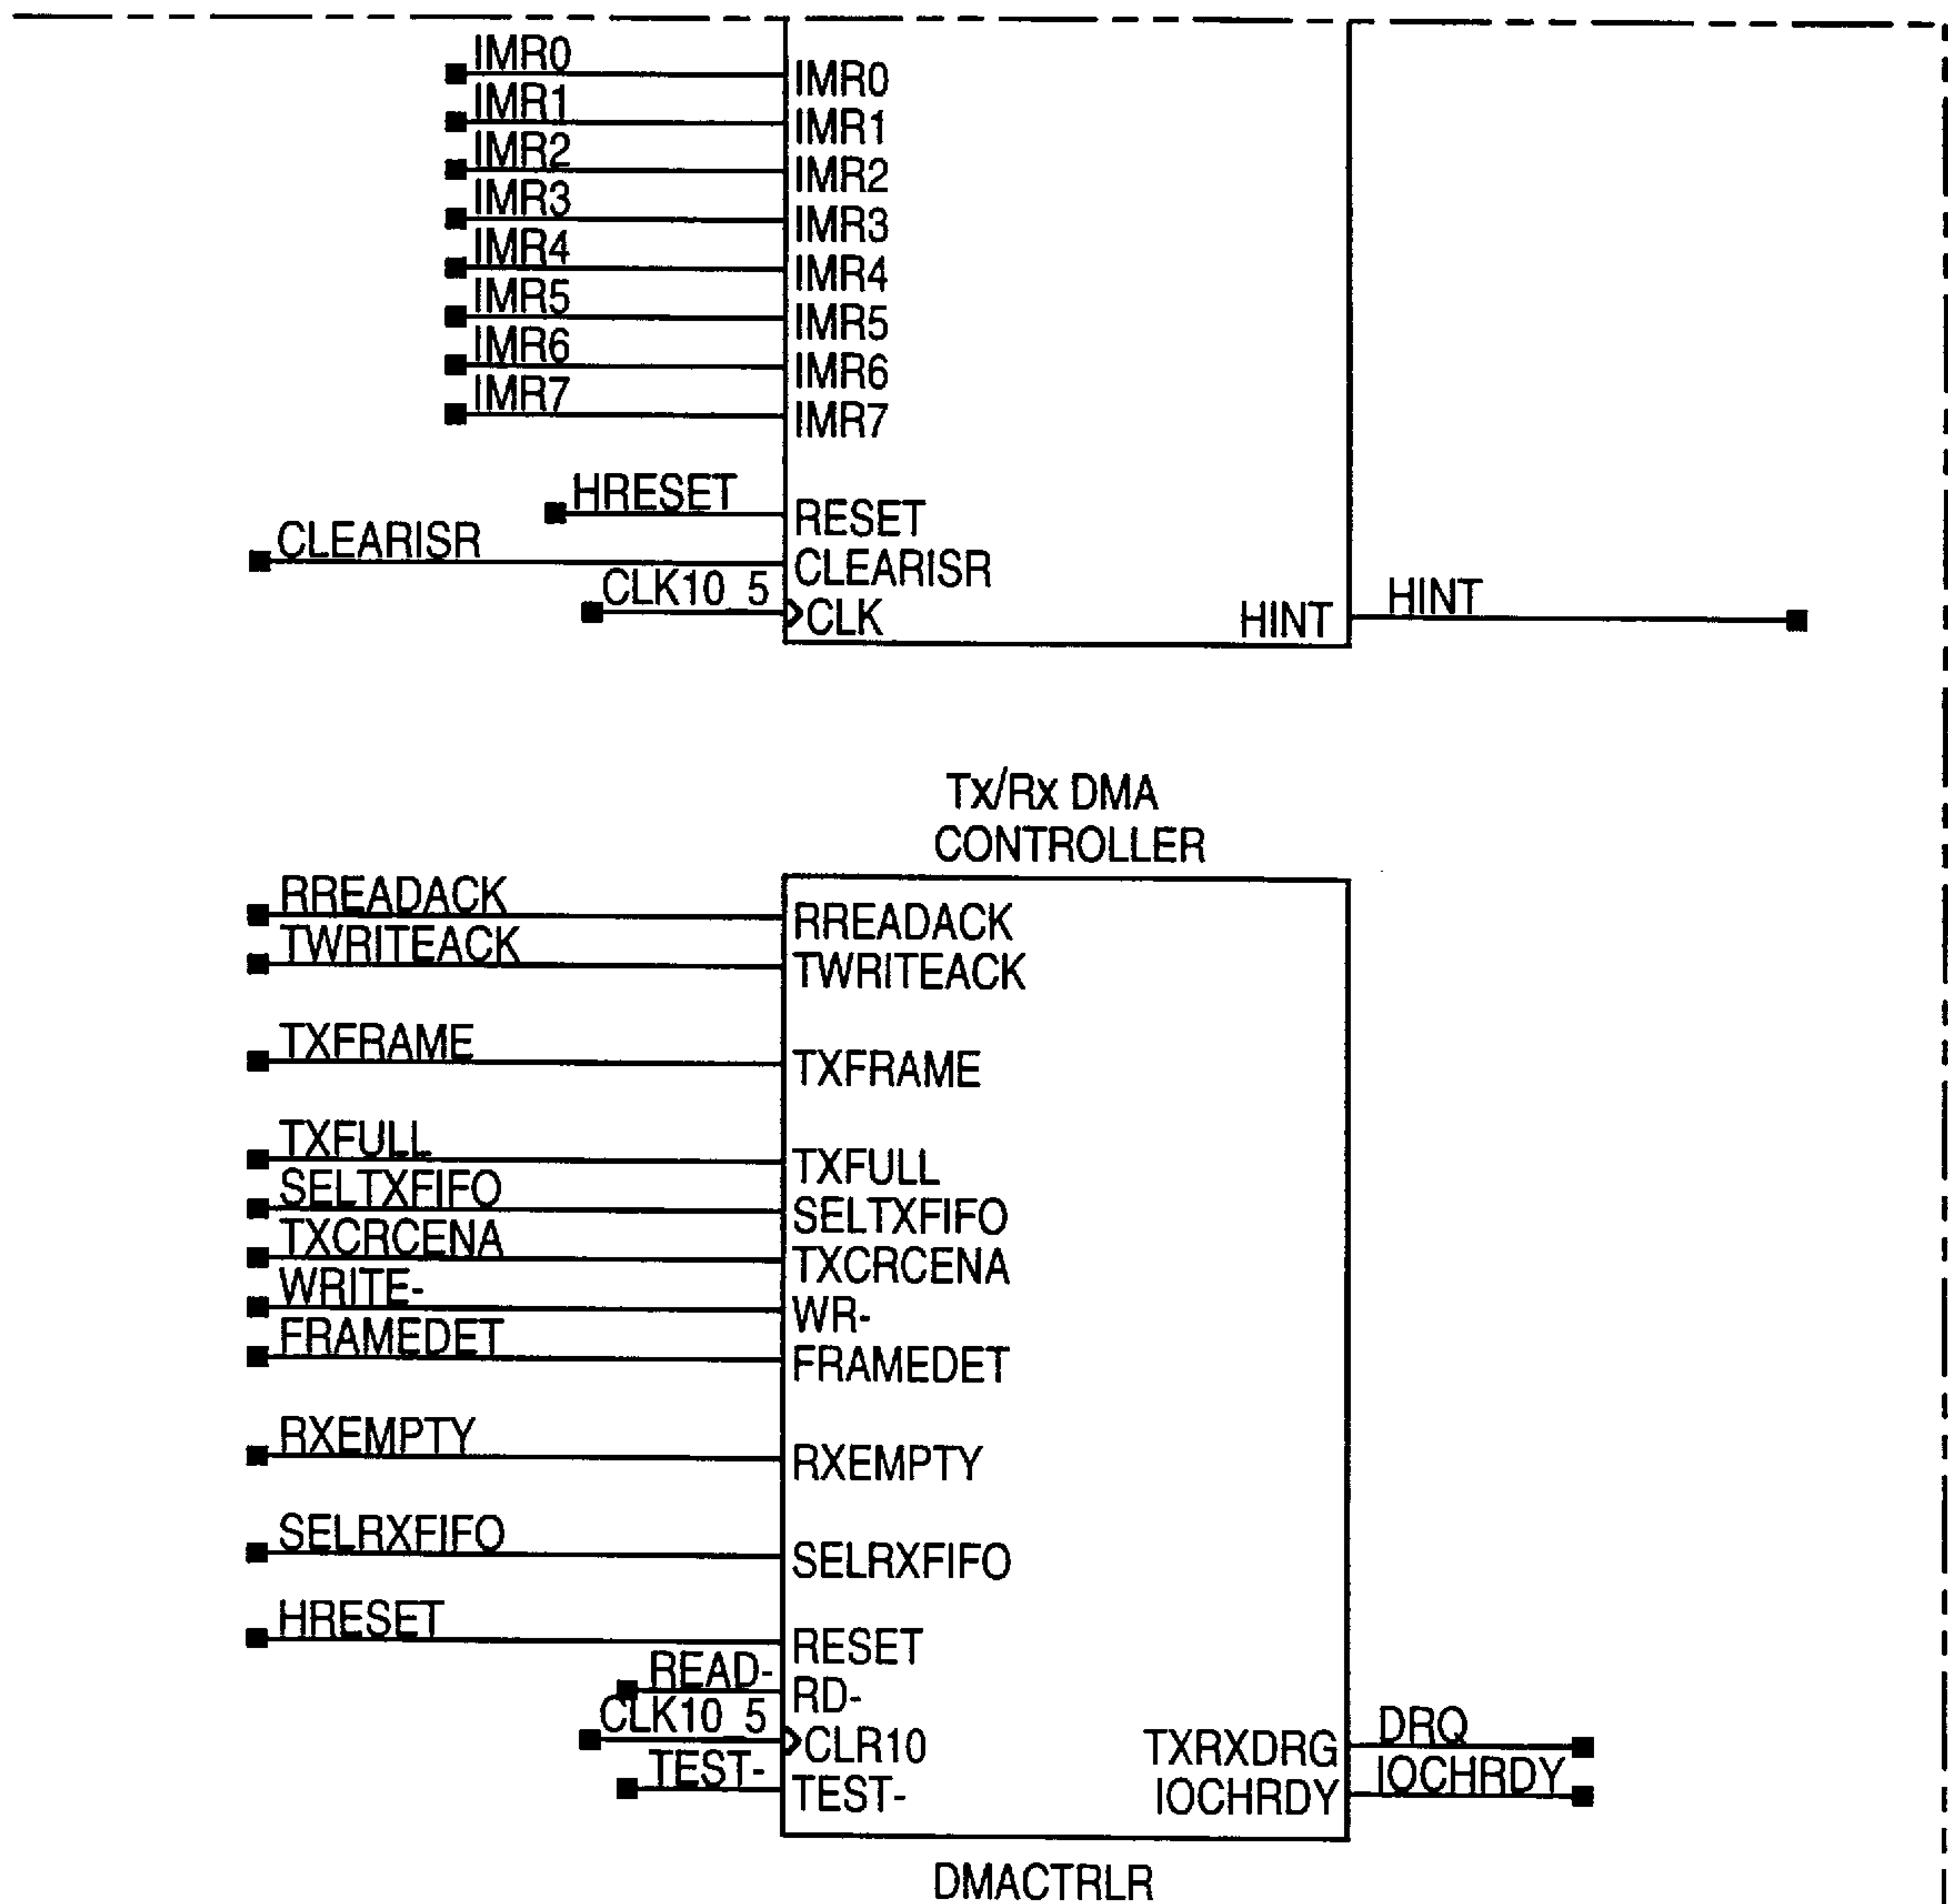 IMR0 IMR0
IMR1 IMR1
IMR2 IMR2
IMR3 IMR3
IMR4 IMR4
IMR5 IMR5
IMR6 IMR6
IMR7 IMR7
HRESET RESET
CLEARISR CLEARISR
CLK10 5 CLK HINT HINT
Tx/Rx DMA
CONTROLLER
RREADACK RREADACK
TWRITEACK TWRITEACK
TXFRAME TXFRAME
TXFULL TXFULL
SELTXFIFO SELTXFIFO
TXCRCENA TXCRCENA
WRITE- WR-
FRAMEDET FRAMEDET
RXEMPTY RXEMPTY
SELRXFIFO SELRXFIFO
HRESET RESET
READ- RD-
CLK10 5 CLR10 TXRXDRG DRQ
TEST- TEST- IOCHRDY IOCHRDY
DMACTRLR